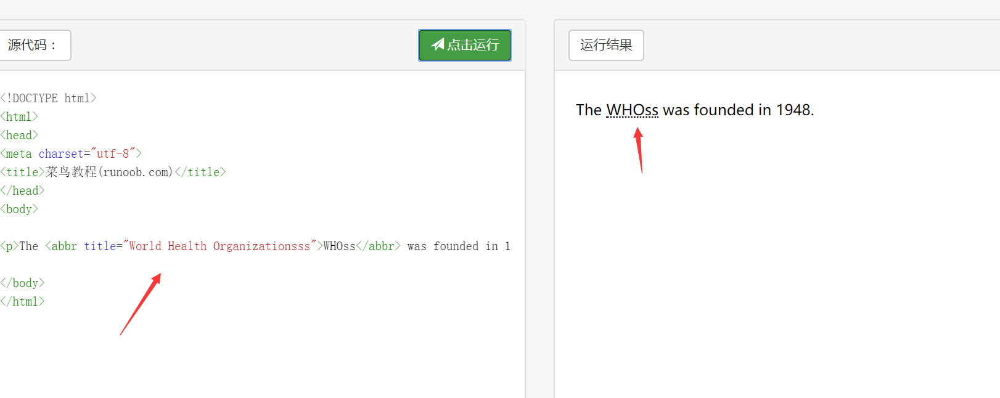 源代码：
点击运行
<!DOCTYPE html>
<html>
<head>
<meta charset="utf-8">
<title>菜鸟教程(runoob.com)</title>
</head>
<body>
<p>The <abbr title="World Health Organizationsss">WHOss</abbr> was founded in 1
</body>
</html>
运行结果
The WHOss was founded in 1948.